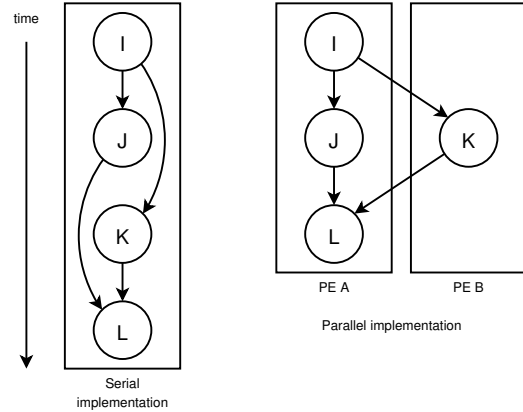 time
I
J
K
L
Serial
implementation
I
J
K
L
PE A
PE B
Parallel implementation